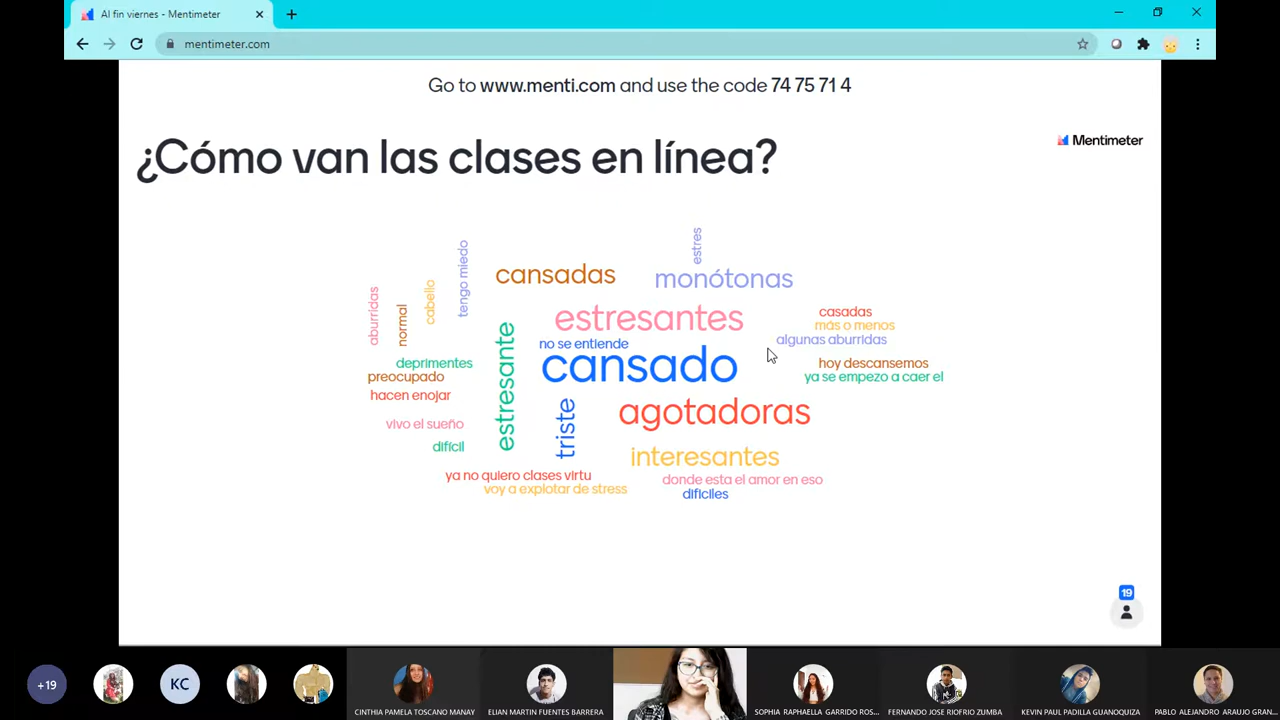 Al fin viernes - Mentimeter
mentimeter.com
Go to www.menti.com and use the code 74 75 71 4
¿Cómo van las clases en línea?
Mentimeter
estres
tengo miedo
cansadas
monótonas
aburridas
normal
cabello
estresantes
casadas
más o menos
algunas aburridas
no se entiende
estresante
cansado
deprimentes
hoy descansemos
preocupado
ya se empezo a caer el
hacen enojar
triste
agotadoras
vivo el sueño
difícil
interesantes
ya no quiero clases virtu
donde esta el amor en eso
voy a explotar de stress
dificiles
19
+19
KC
CINTHIA PAMELA TOSCANO MANAY
ELIAN MARTIN FUENTES BARRERA
SOPHIA RAPHAELLA GARRIDO ROS...
FERNANDO JOSE RIOFRIO ZUMBA
KEVIN PAUL PADILLA GUANOQUIZA
PABLO ALEJANDRO ARAUJO GRAN...